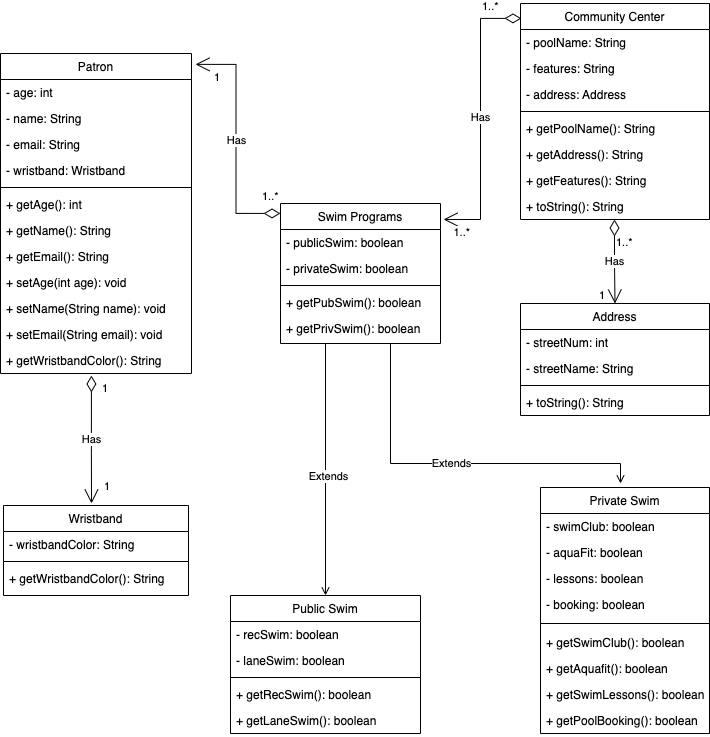 Community Center
- poolName: String
- features: String
- address: Address
+ getPoolName(): String
+ getAddress(): String
+ getFeatures(): String
+ toString(): String
1..*
Has
1..*
Patron
- age: int
- name: String
- email: String
- wristband: Wristband
+ getAge(): int
+ getName(): String
+ getEmail(): String
+ setAge(int age): void
+ setName(String name): void
+ setEmail(String email): void
+ getWristbandColor(): String
1
Has
1..*
Swim Programs
- publicSwim: boolean
- privateSwim: boolean
+ getPubSwim(): boolean
+ getPrivSwim(): boolean
1..*
Has
1
Address
- streetNum: int
- streetName: String
+ toString(): String
1
Has
1
Wristband
- wristbandColor: String
+ getWristbandColor(): String
Extends
Extends
Public Swim
- recSwim: boolean
- laneSwim: boolean
+ getRecSwim(): boolean
+ getLaneSwim(): boolean
Private Swim
- swimClub: boolean
- aquaFit: boolean
- lessons: boolean
- booking: boolean
+ getSwimClub(): boolean
+ getAquafit(): boolean
+ getSwimLessons(): boolean
+ getPoolBooking(): boolean